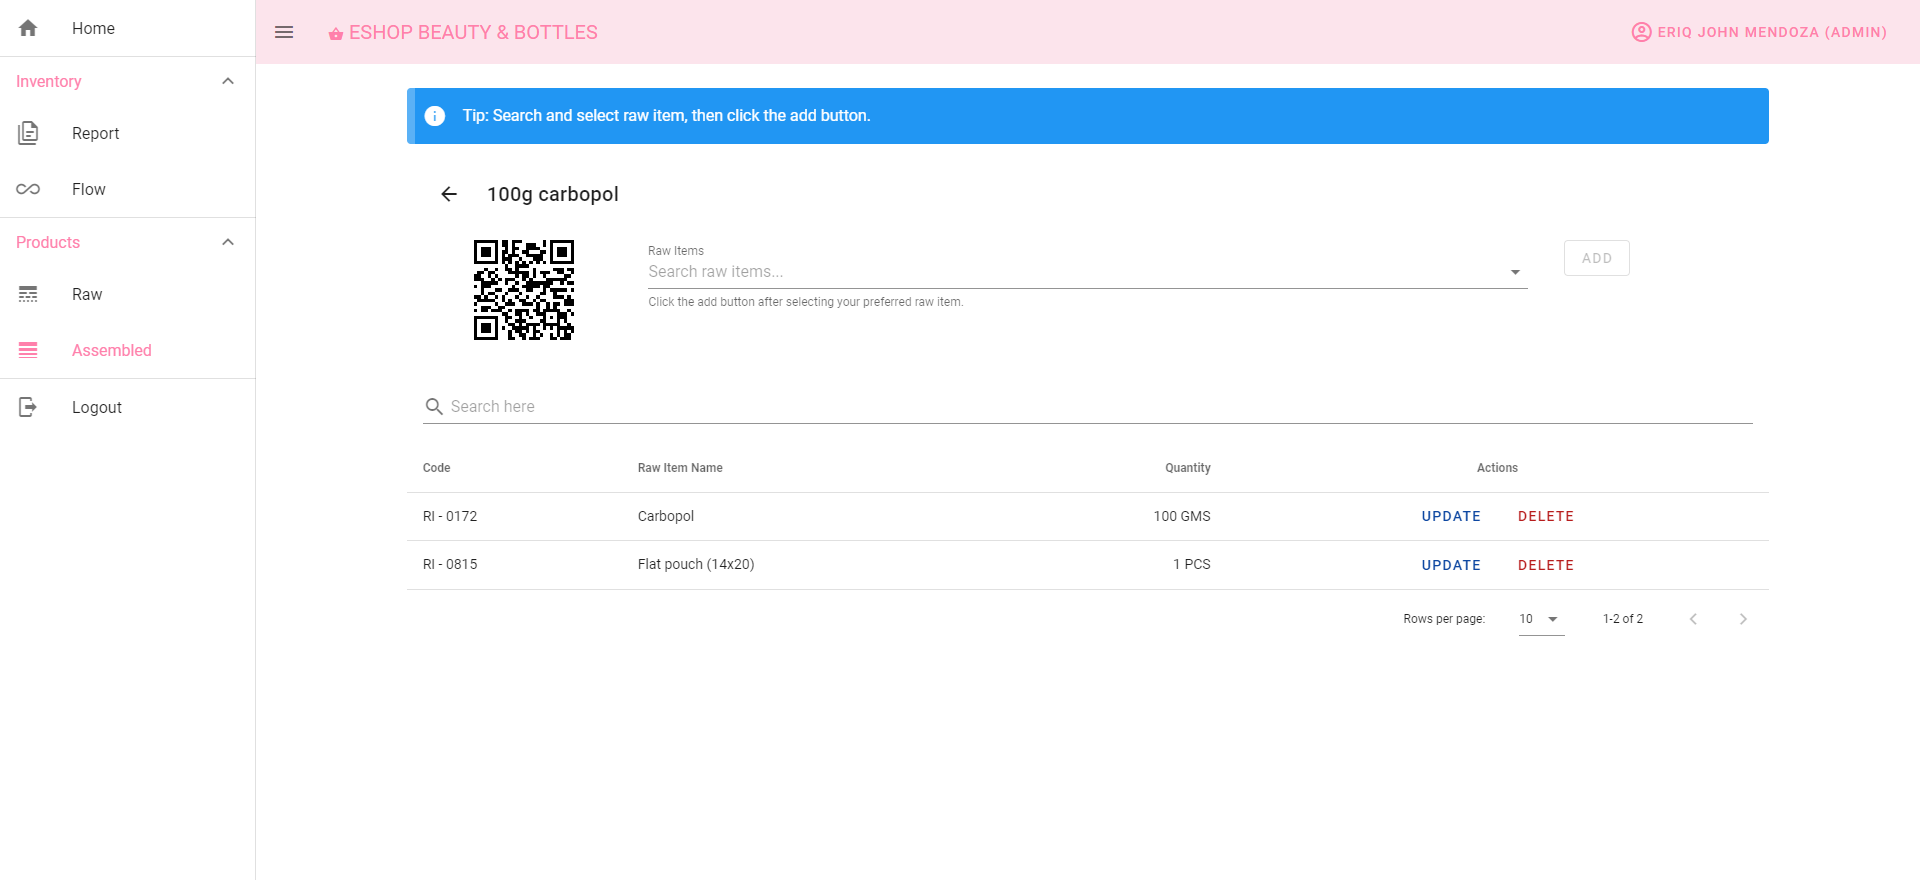 Home
Inventory
Report
Flow
Products
Raw
Assembled
Logout
ESHOP BEAUTY & BOTTLES
ERIQ JOHN MENDOZA (ADMIN)
Tip: Search and select raw item, then click the add button.
100g carbopol
Raw Items
Search raw items...
ADD
Click the add button after selecting your preferred raw item.
Search here
Code Raw Item Name Quantity Actions
RI - 0172 Carbopol 100 GMS UPDATE DELETE
RI - 0815 Flat pouch (14x20) 1 PCS UPDATE DELETE
Rows per page: 10 1-2 of 2